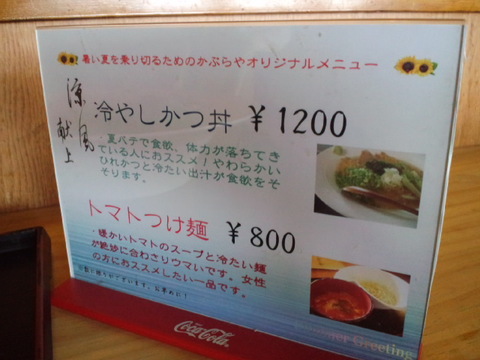 暑い夏を乗り切るためのかぶらやオリジナルメニュー
涼風
献上
冷やしかつ丼 ￥1200
・夏バテで食欲、体力が落ちてき
ている人におススメ！やわらかい
ひれかつと冷たい出汁が食欲をそ
そります。
トマトつけ麺 ￥800
・暖かいトマトのスープと冷たい麺
が絶妙に合わさりウマいです。女性
の方におススメしたい一品です。
Coca-Cola
Summer Greeting